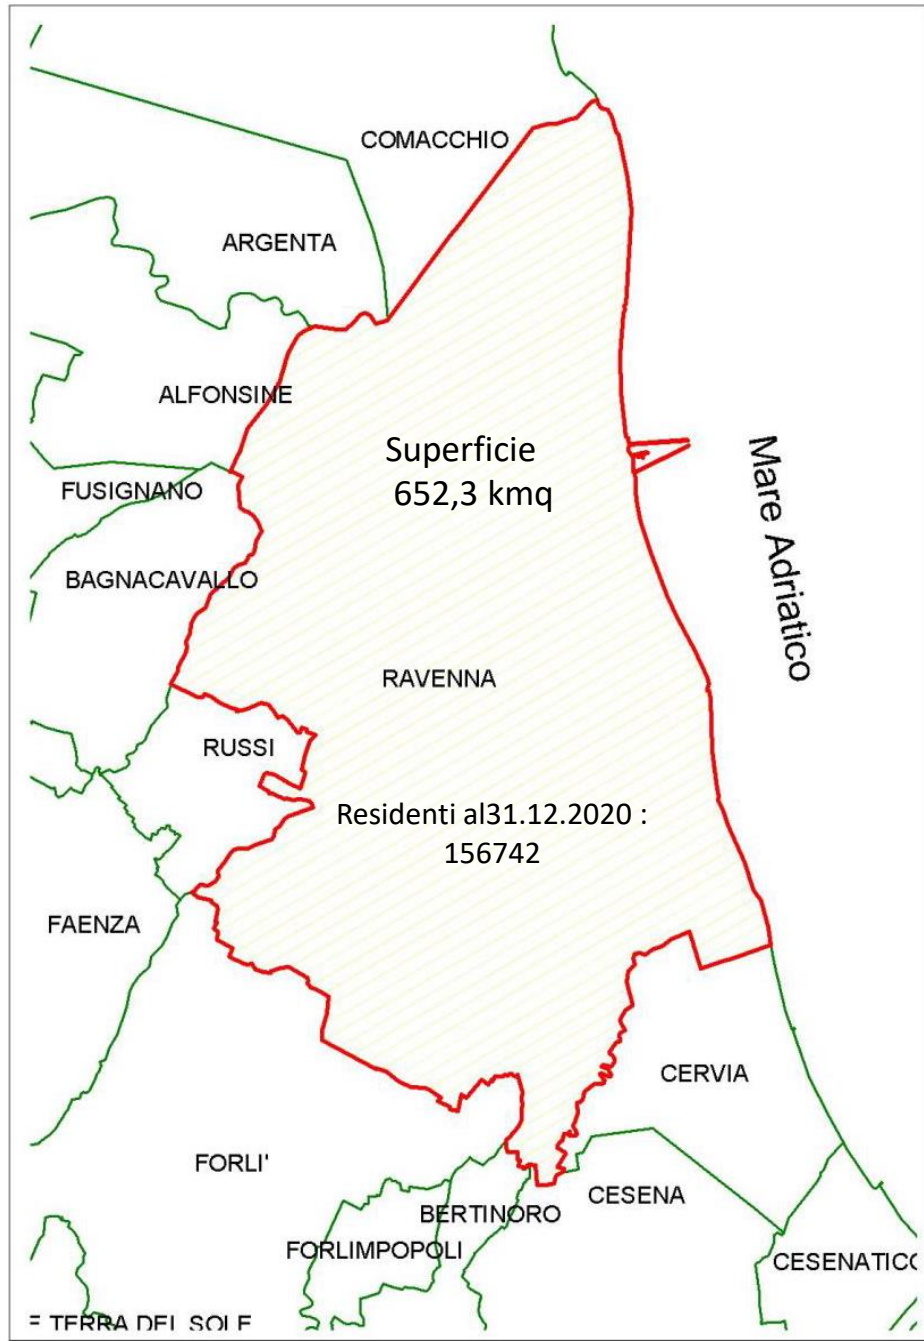 COMACCHIO
ARGENTA
ALFONSINE
Superficie
652,3 kmq
FUSIGNANO
Mare Adriatico
BAGNACAVALLO
RAVENNA
RUSSI
Residenti al31.12.2020 :
156742
FAENZA
CERVIA
FORLI'
CESENA
BERTINORO
FORLIMPOPOLI
CESENATICO
E TERRA DEL SOLE